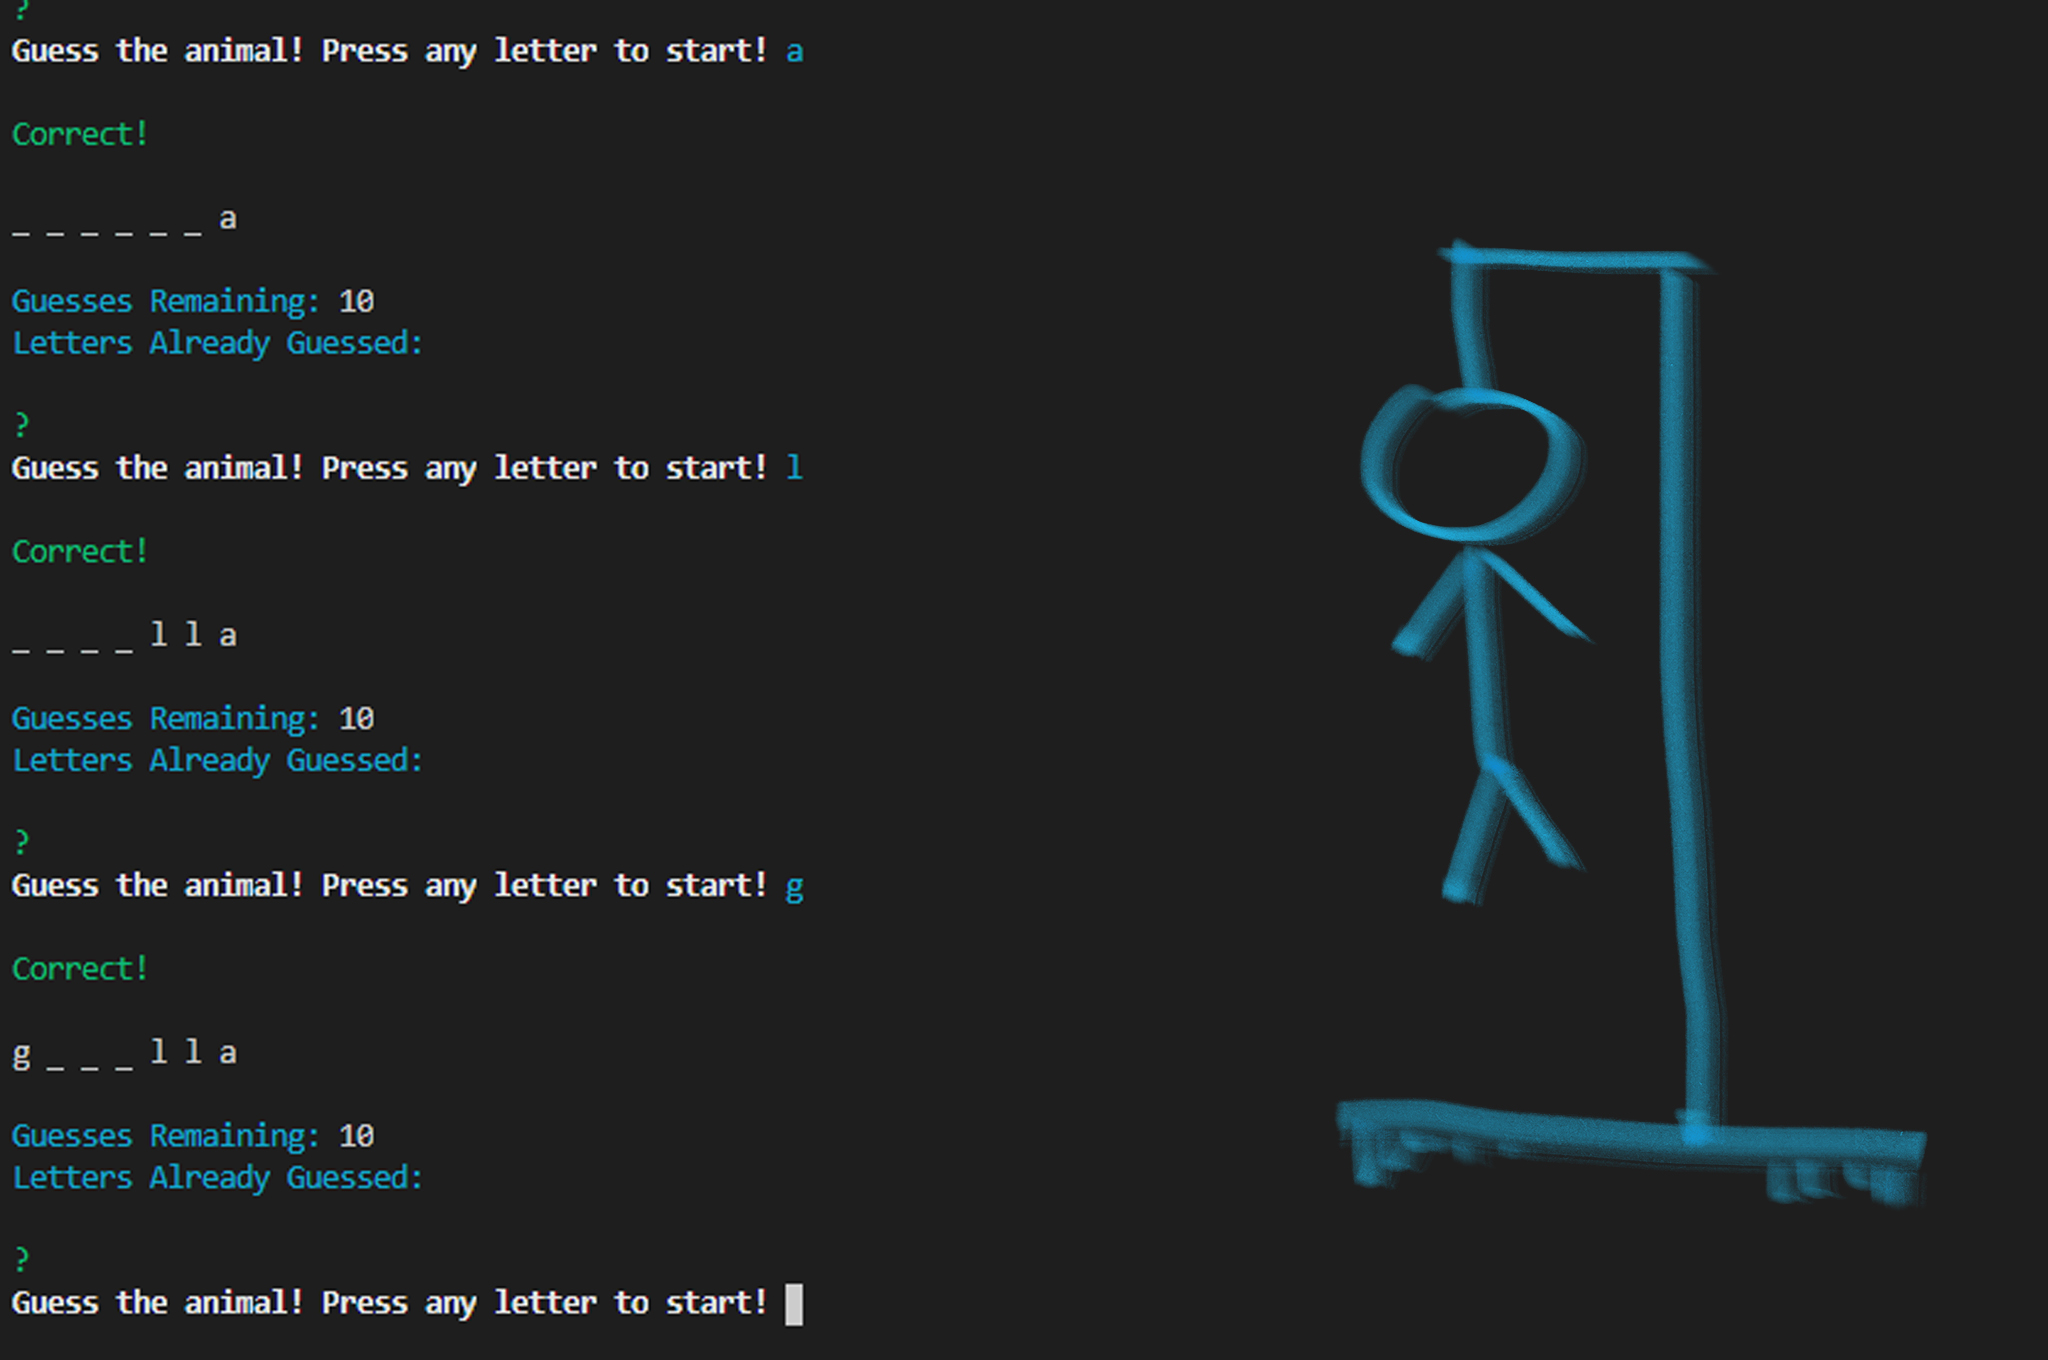 ?
Guess the animal! Press any letter to start! a
Correct!
_ _ _ _ _ _ a
Guesses Remaining: 10
Letters Already Guessed:
?
Guess the animal! Press any letter to start! l
Correct!
_ _ _ _ l l a
Guesses Remaining: 10
Letters Already Guessed:
?
Guess the animal! Press any letter to start! g
Correct!
g _ _ _ l l a
Guesses Remaining: 10
Letters Already Guessed:
?
Guess the animal! Press any letter to start!